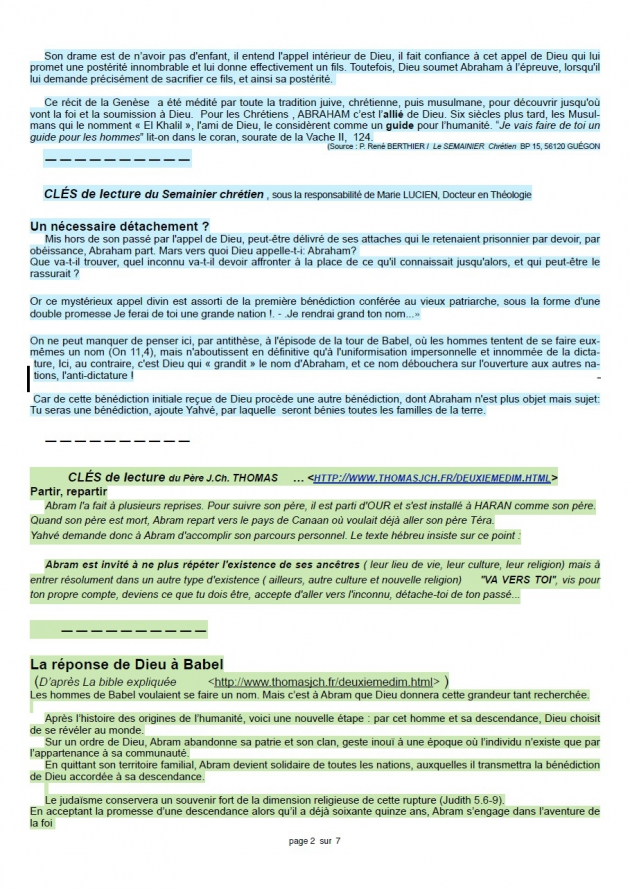 Son drame est de n’avoir pas d'enfant, il entend l'appel intérieur de Dieu, il fait confiance à cet appel de Dieu qui lui
promet une postérité innombrable et lui donne effectivement un fils. Toutefois, Dieu soumet Abraham à l’épreuve, lorsqu'il
lui demande précisément de sacrifier ce fils, et ainsi sa postérité.
Ce récit de la Genèse a été médité par toute la tradition juive, chrétienne, puis musulmane, pour découvrir jusqu'où
vont la foi et la soumission à Dieu. Pour les Chrétiens , ABRAHAM c’est l’allié de Dieu. Six siècles plus tard, les Musul-
mans qui le nomment « El Khalil », l'ami de Dieu, le considèrent comme un guide pour l’humanité. "Je vais faire de toi un
guide pour les hommes" lit-on dans le coran, sourate de la Vache II, 124.
(Source : P. René BERTHIER / Le SEMAINIER Chrétien BP 15, 56120 GUÉGON
— — — — — — — — — —
CLÉS de lecture du Semainier chrétien , sous la responsabilité de Marie LUCIEN, Docteur en Théologie
Un nécessaire détachement ?
Mis hors de son passé par l'appel de Dieu, peut-être délivré de ses attaches qui le retenaient prisonnier par devoir, par
obéissance, Abraham part. Mars vers quoi Dieu appelle-t-i: Abraham?
Que va-t-il trouver, quel inconnu va-t-il devoir affronter à la place de ce qu'il connaissait jusqu'alors, et qui peut-être le
rassurait ?
Or ce mystérieux appel divin est assorti de la première bénédiction conférée au vieux patriarche, sous la forme d'une
double promesse Je ferai de toi une grande nation !. - .Je rendrai grand ton nom...»
On ne peut manquer de penser ici, par antithèse, à l'épisode de la tour de Babel, où les hommes tentent de se faire eux-
mêmes un nom (On 11,4), mais n'aboutissent en définitive qu'à l'uniformisation impersonnelle et innommée de la dicta-
ture, Ici, au contraire, c'est Dieu qui « grandit » le nom d'Abraham, et ce nom débouchera sur l'ouverture aux autres na-
tions, l'anti-dictature !
Car de cette bénédiction initiale reçue de Dieu procède une autre bénédiction, dont Abraham n'est plus objet mais sujet:
Tu seras une bénédiction, ajoute Yahvé, par laquelle seront bénies toutes les familles de la terre.
— — — — — — — — — —
CLÉS de lecture du Père J.Ch. THOMAS … <HTTP://WWW.THOMASJCH.FR/DEUXIEMEDIM.HTML>
Partir, repartir
Abram l'a fait à plusieurs reprises. Pour suivre son père, il est parti d'OUR et s'est installé à HARAN comme son père.
Quand son père est mort, Abram repart vers le pays de Canaan où voulait déjà aller son père Téra.
Yahvé demande donc à Abram d'accomplir son parcours personnel. Le texte hébreu insiste sur ce point :
Abram est invité à ne plus répéter l'existence de ses ancêtres ( leur lieu de vie, leur culture, leur religion) mais à
entrer résolument dans un autre type d'existence ( ailleurs, autre culture et nouvelle religion) "VA VERS TOI", vis pour
ton propre compte, deviens ce que tu dois être, accepte d'aller vers l'inconnu, détache-toi de ton passé...
— — — — — — — — — —
La réponse de Dieu à Babel
(D’après La bible expliquée <http://www.thomasjch.fr/deuxiemedim.html> )
Les hommes de Babel voulaient se faire un nom. Mais c’est à Abram que Dieu donnera cette grandeur tant recherchée.
Après l’histoire des origines de l’humanité, voici une nouvelle étape : par cet homme et sa descendance, Dieu choisit
de se révéler au monde.
Sur un ordre de Dieu, Abram abandonne sa patrie et son clan, geste inouï à une époque où l’individu n’existe que par
l’appartenance à sa communauté.
En quittant son territoire familial, Abram devient solidaire de toutes les nations, auxquelles il transmettra la bénédiction
de Dieu accordée à sa descendance.
Le judaïsme conservera un souvenir fort de la dimension religieuse de cette rupture (Judith 5.6-9).
En acceptant la promesse d’une descendance alors qu’il a déjà soixante quinze ans, Abram s’engage dans l’aventure de
la foi
page 2 sur 7